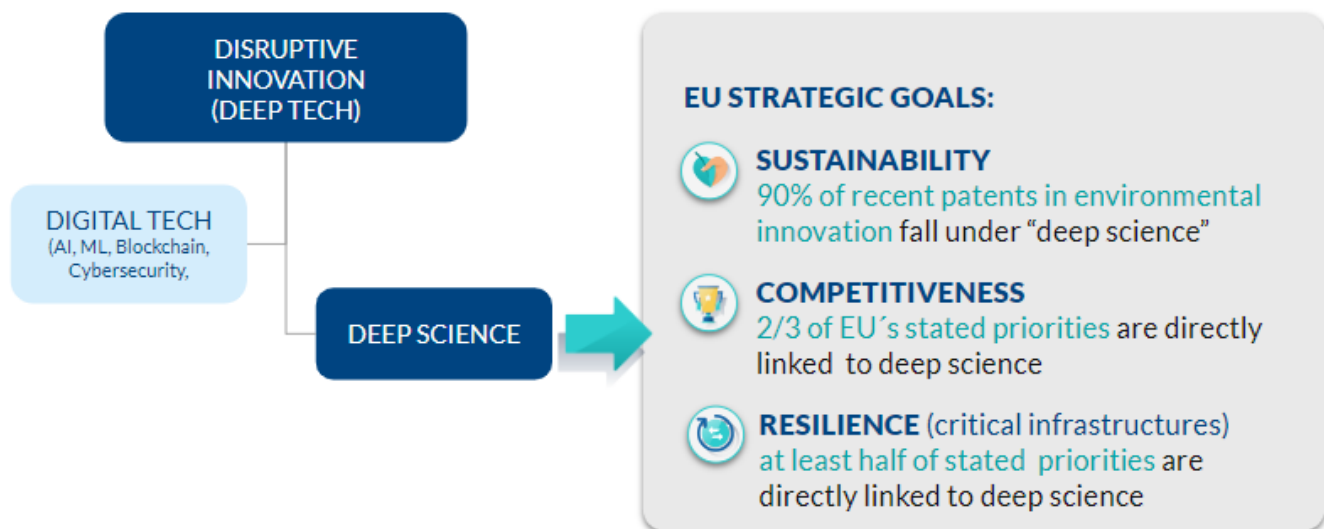 DISRUPTIVE
INNOVATION
(DEEP TECH)
DIGITAL TECH
(AI, ML, Blockchain,
Cybersecurity,
DEEP SCIENCE
EU STRATEGIC GOALS:
SUSTAINABILITY
90% of recent patents in environmental
innovation fall under “deep science”
COMPETITIVENESS
2/3 of EU´s stated priorities are directly
linked  to deep science
RESILIENCE (critical infrastructures)
at least half of stated  priorities are
directly linked to deep science